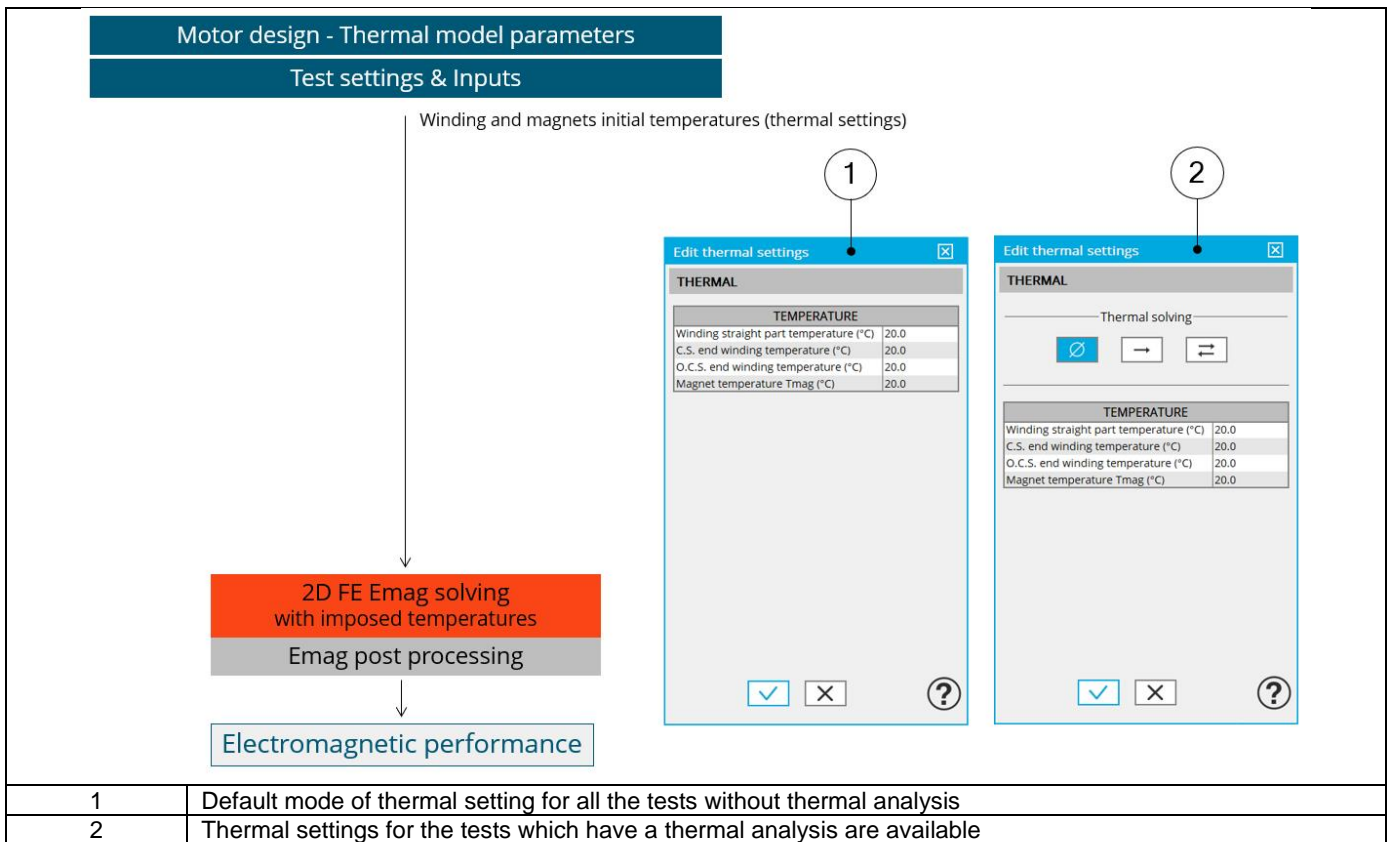 Motor design - Thermal model parameters
Test settings & Inputs
Winding and magnets initial temperatures (thermal settings)
1
2
Edit thermal settings
THERMAL
TEMPERATURE
Winding straight part temperature (°C) 20.0
C.S. end winding temperature (°C) 20.0
O.C.S. end winding temperature (°C) 20.0
Magnet temperature Tmag (°C) 20.0
?
Edit thermal settings
THERMAL
Thermal solving
TEMPERATURE
Winding straight part temperature (°C) 20.0
C.S. end winding temperature (°C) 20.0
O.C.S. end winding temperature (°C) 20.0
Magnet temperature Tmag (°C) 20.0
?
2D FE Emag solving
with imposed temperatures
Emag post processing
Electromagnetic performance
1 Default mode of thermal setting for all the tests without thermal analysis
2 Thermal settings for the tests which have a thermal analysis are available